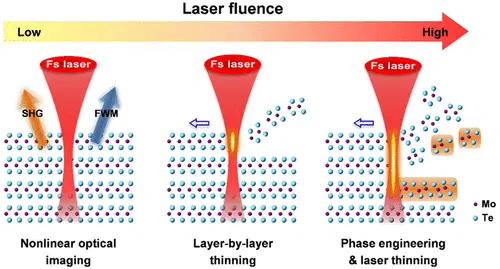 Laser fluence
Low
High
Fs laser
Fs laser
Fs laser
SHG
FWM
Mo
Te
Nonlinear optical
imaging
Layer-by-layer
thinning
Phase engineering
& laser thinning